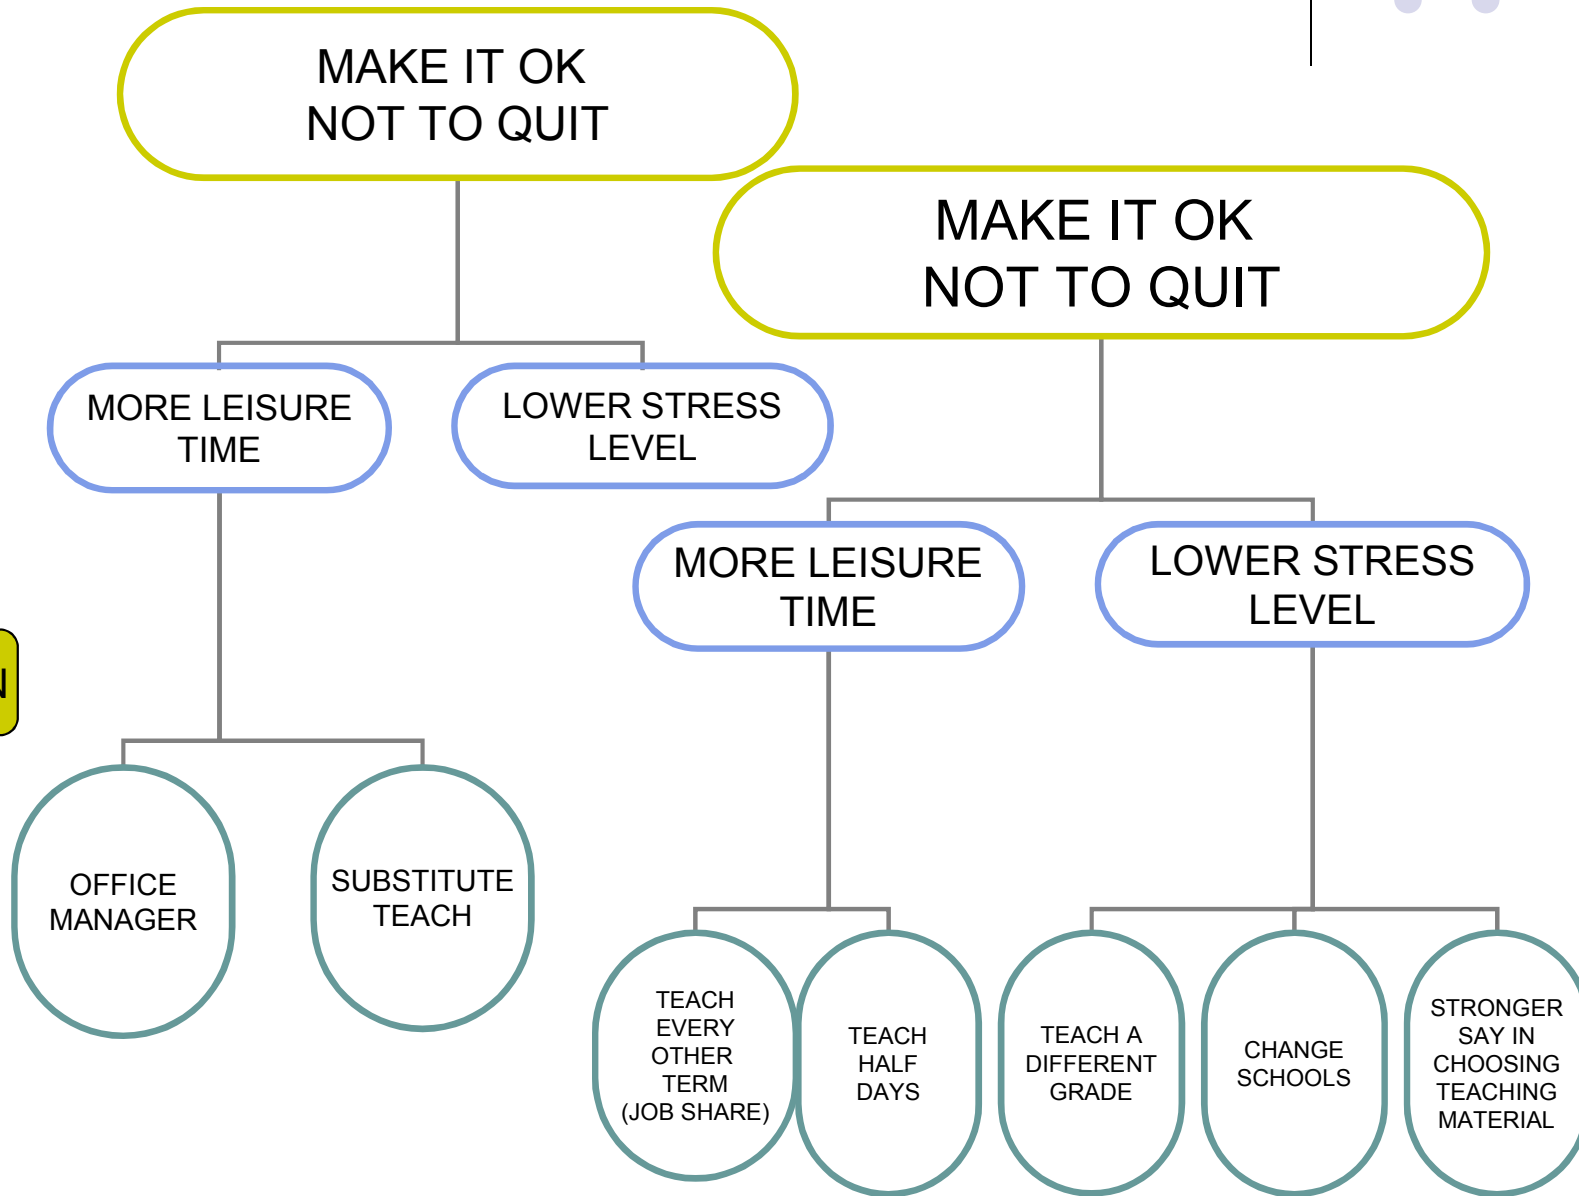 MAKE IT OK
NOT TO QUIT
MAKE IT OK
NOT TO QUIT
MORE LEISURE
TIME
LOWER STRESS
LEVEL
MORE LEISURE
TIME
LOWER STRESS
LEVEL
N
OFFICE
MANAGER
SUBSTITUTE
TEACH
TEACH
EVERY
OTHER
TERM
(JOB SHARE)
TEACH
HALF
DAYS
TEACH A
DIFFERENT
GRADE
CHANGE
SCHOOLS
STRONGER
SAY IN
CHOOSING
TEACHING
MATERIAL